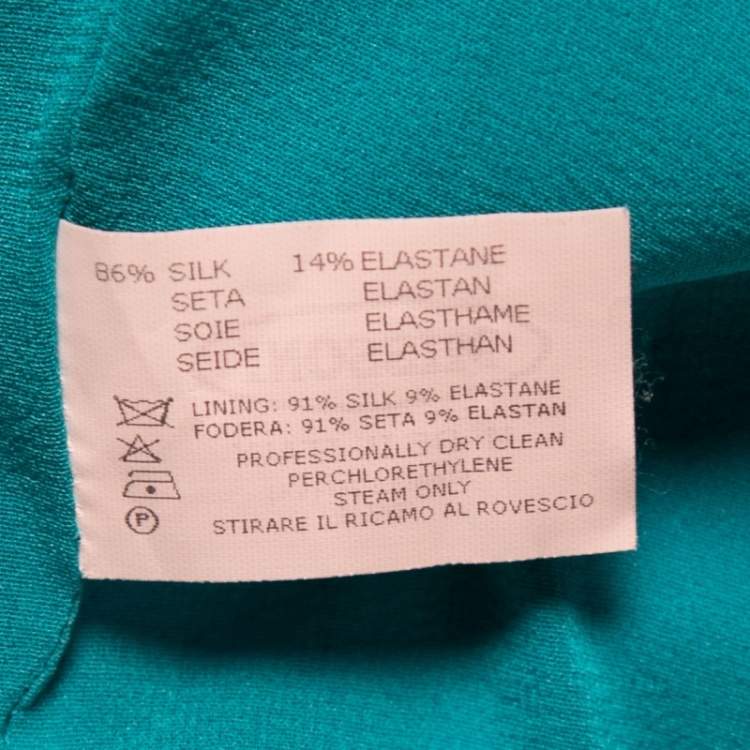 86% SILK 14% ELASTANE
SETA ELASTAN
SOIE ELASTHAME
SEIDE ELASTHAN
LINING: 91% SILK 9% ELASTANE
FODERA: 91% SETA 9% ELASTAN
PROFESSIONALLY DRY CLEAN
PERCHLORETHYLENE
STEAM ONLY
P STIRARE IL RICAMO AL ROVESCIO